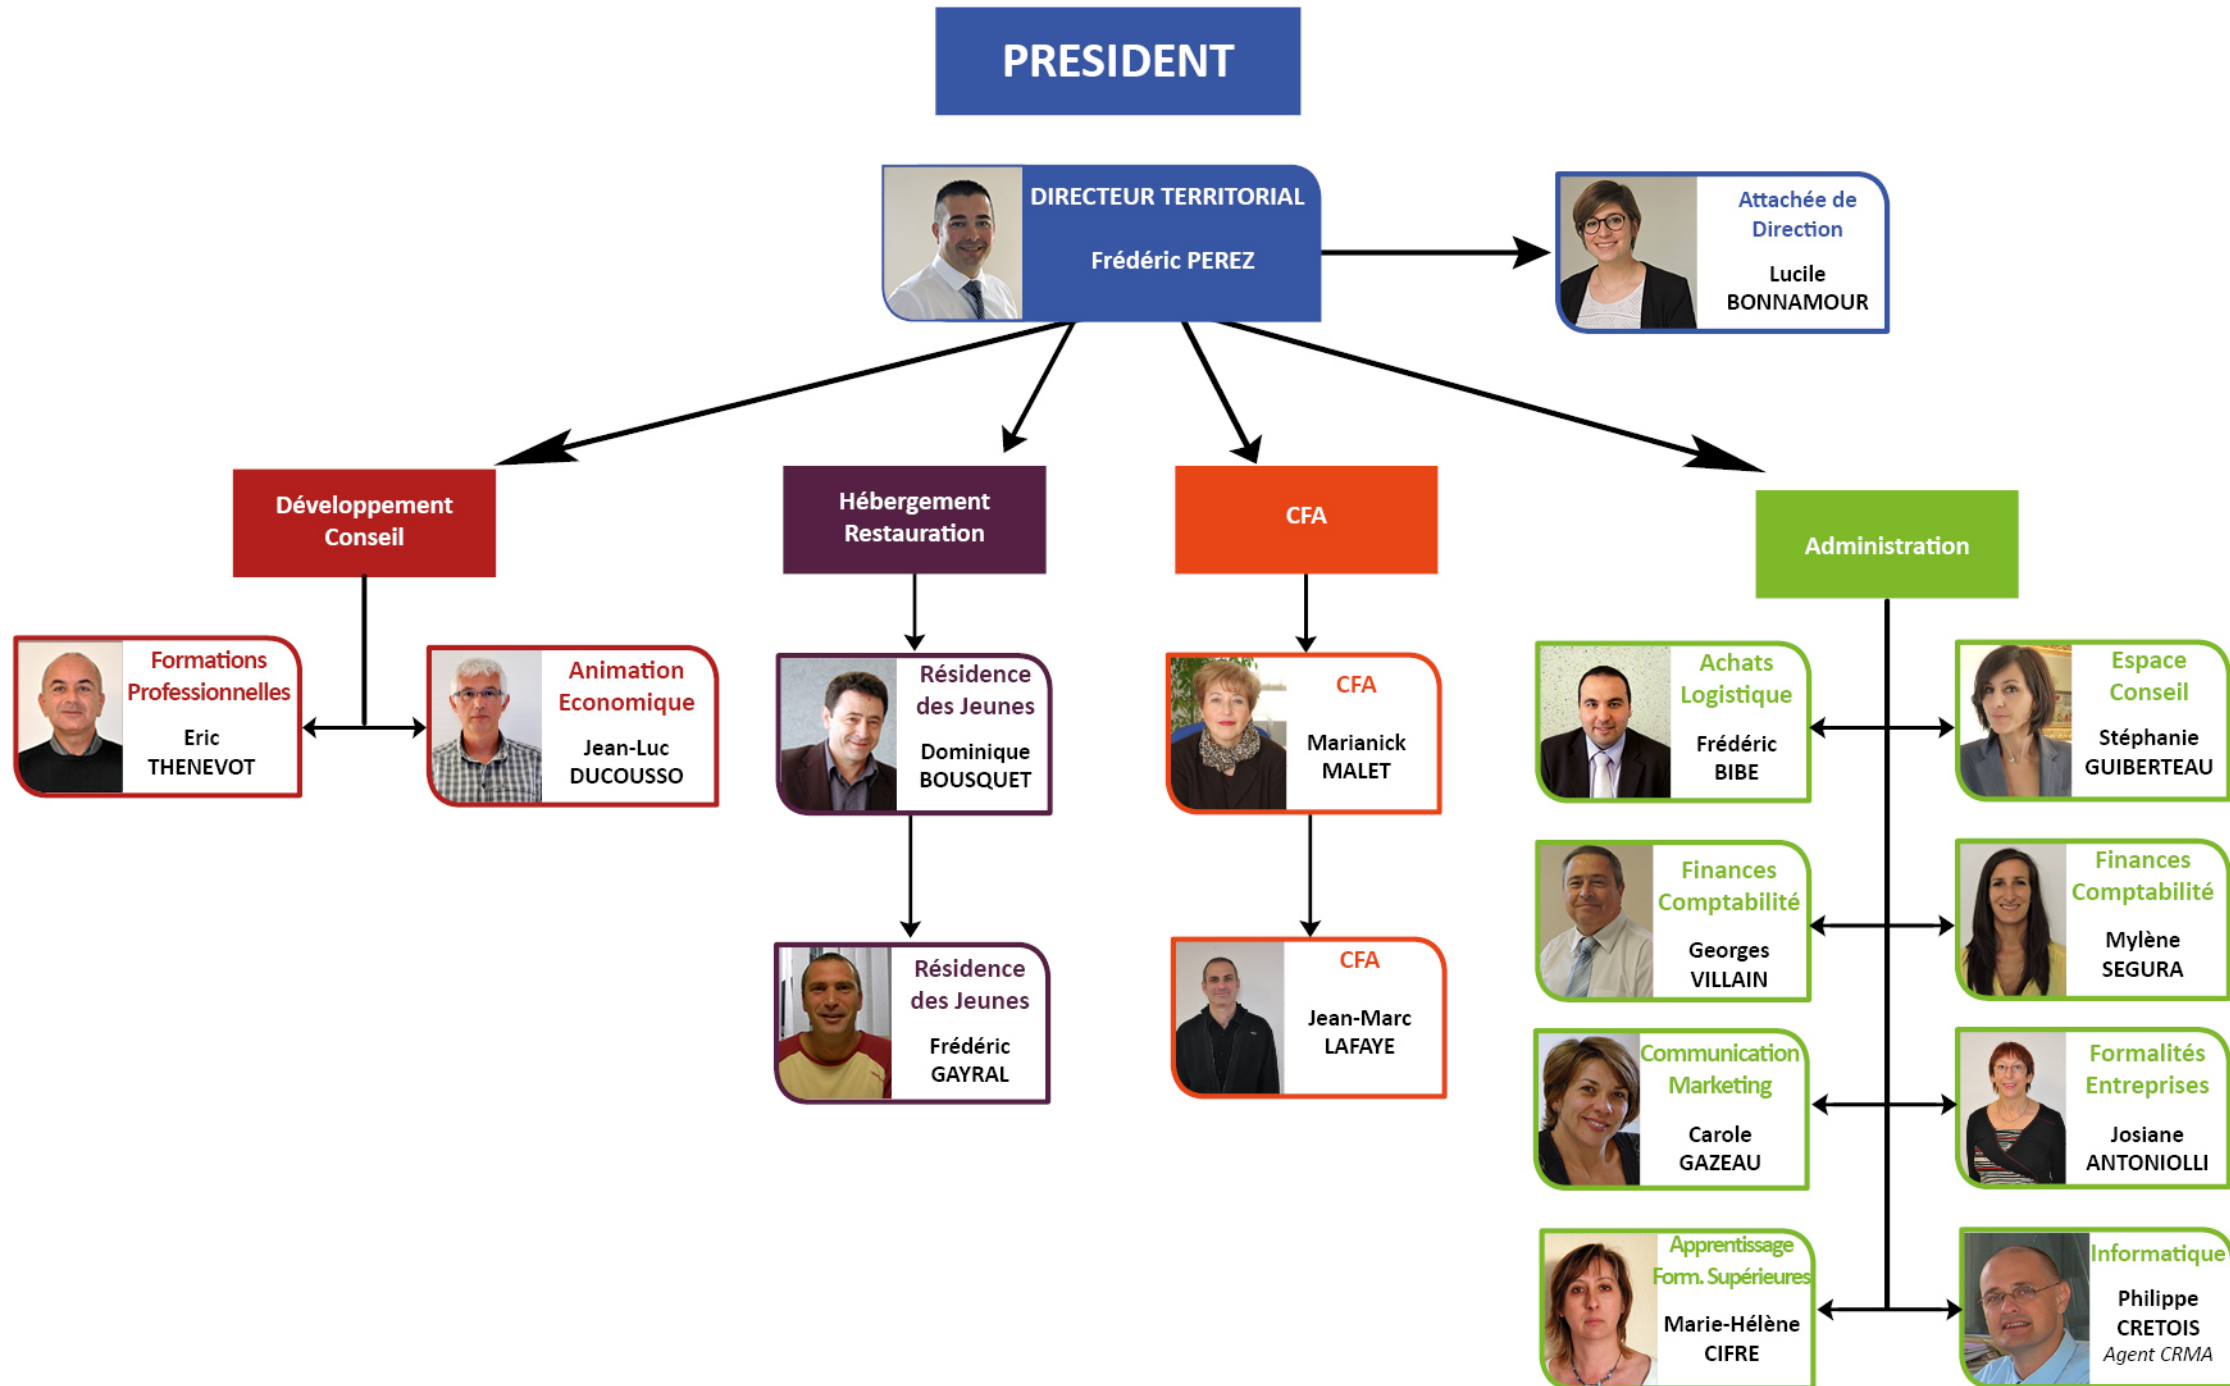 PRESIDENT
DIRECTEUR TERRITORIAL
Frédéric PEREZ
Attachée de
Direction
Lucile
BONNAMOUR
Développement
Conseil
Hébergement
Restauration
CFA
Administration
Formations
Professionnelles
Eric
THENEVOT
Animation
Economique
Jean-Luc
DUCOUSSO
Résidence
des Jeunes
Dominique
BOUSQUET
CFA
Marianick
MALET
Achats
Logistique
Frédéric
BIBE
Espace
Conseil
Stéphanie
GUIBERTEAU
Finances
Comptabilité
Georges
VILLAIN
Finances
Comptabilité
Mylène
SEGURA
Résidence
des Jeunes
Frédéric
GAYRAL
CFA
Jean-Marc
LAFAYE
Communication
Marketing
Carole
GAZEAU
Formalités
Entreprises
Josiane
ANTONIOLLI
Apprentissage
Form. Supérieures
Marie-Hélène
CIFRE
Informatique
Philippe
CRETOIS
Agent CRMA